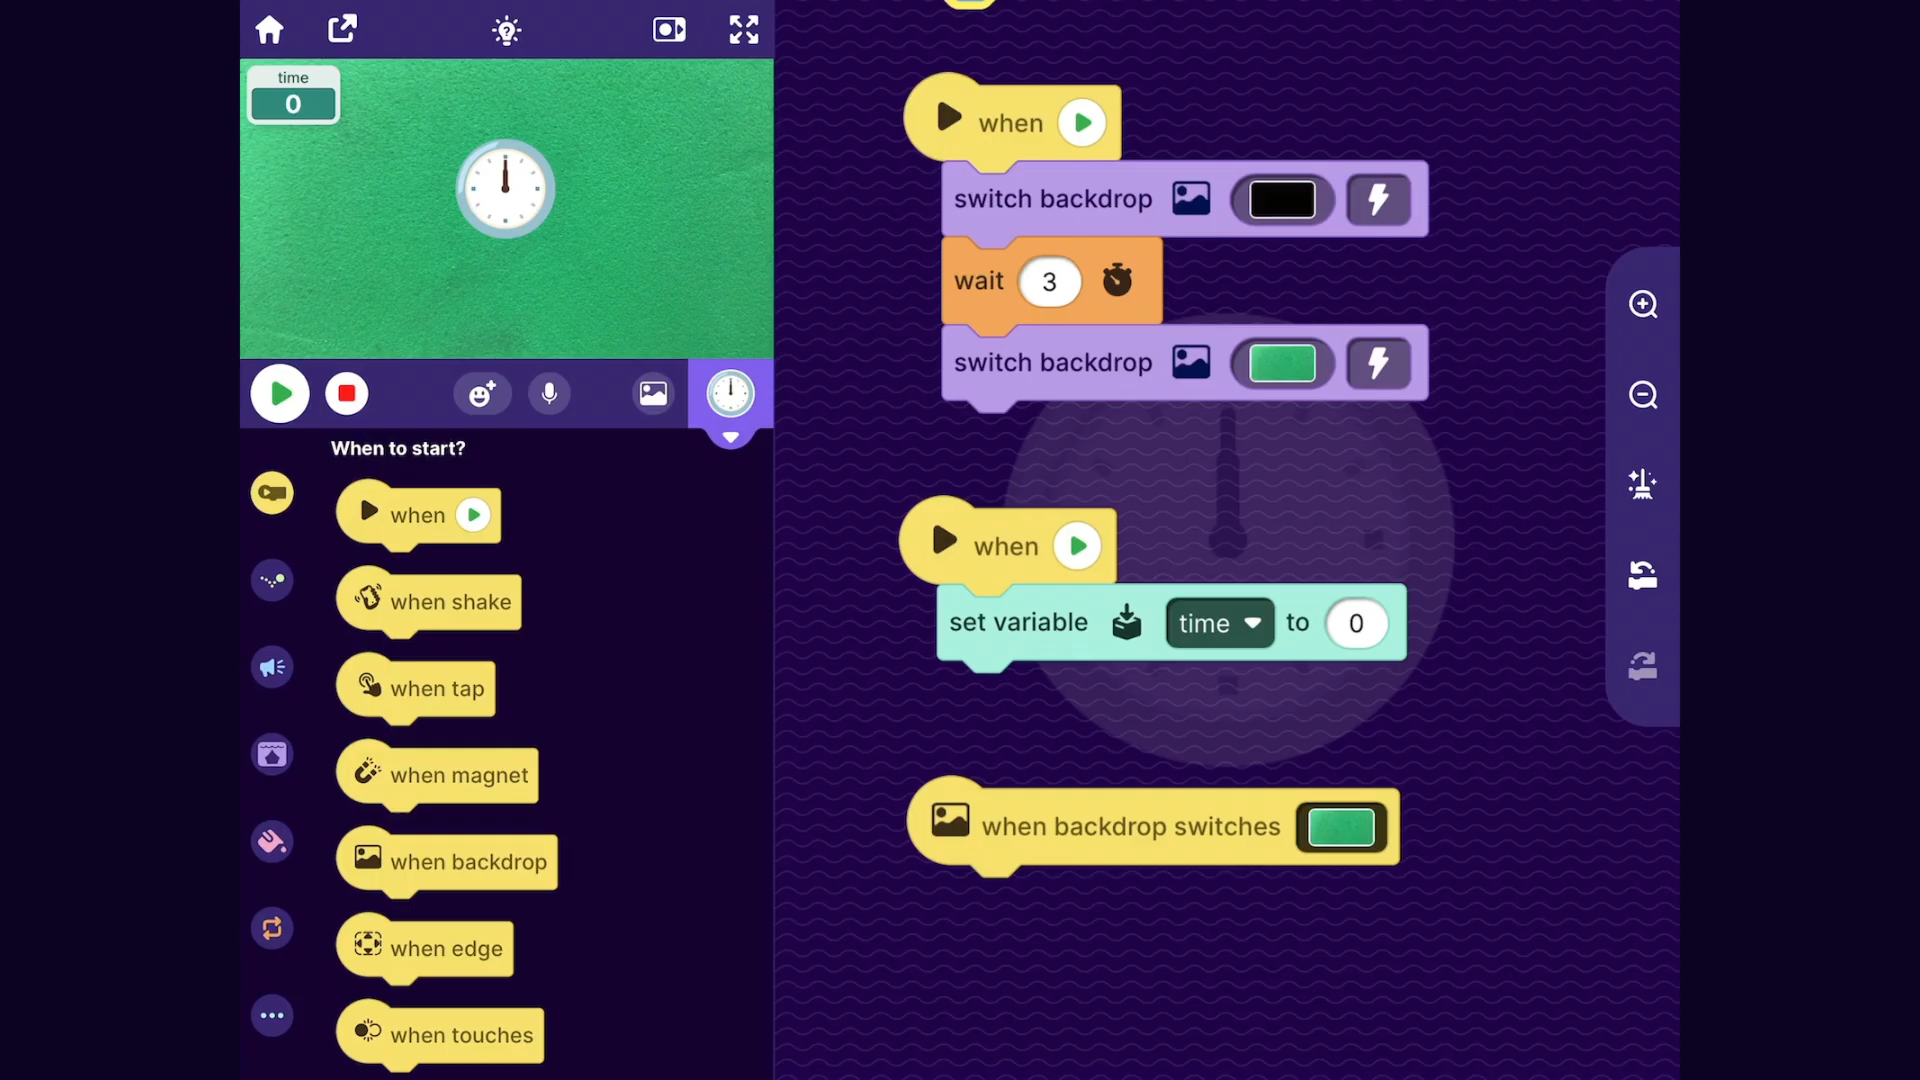 time
0
When to start?
when
when shake
when tap
when magnet
when backdrop
when edge
when touches
when
switch backdrop
wait 3
switch backdrop
when
set variable time to 0
when backdrop switches